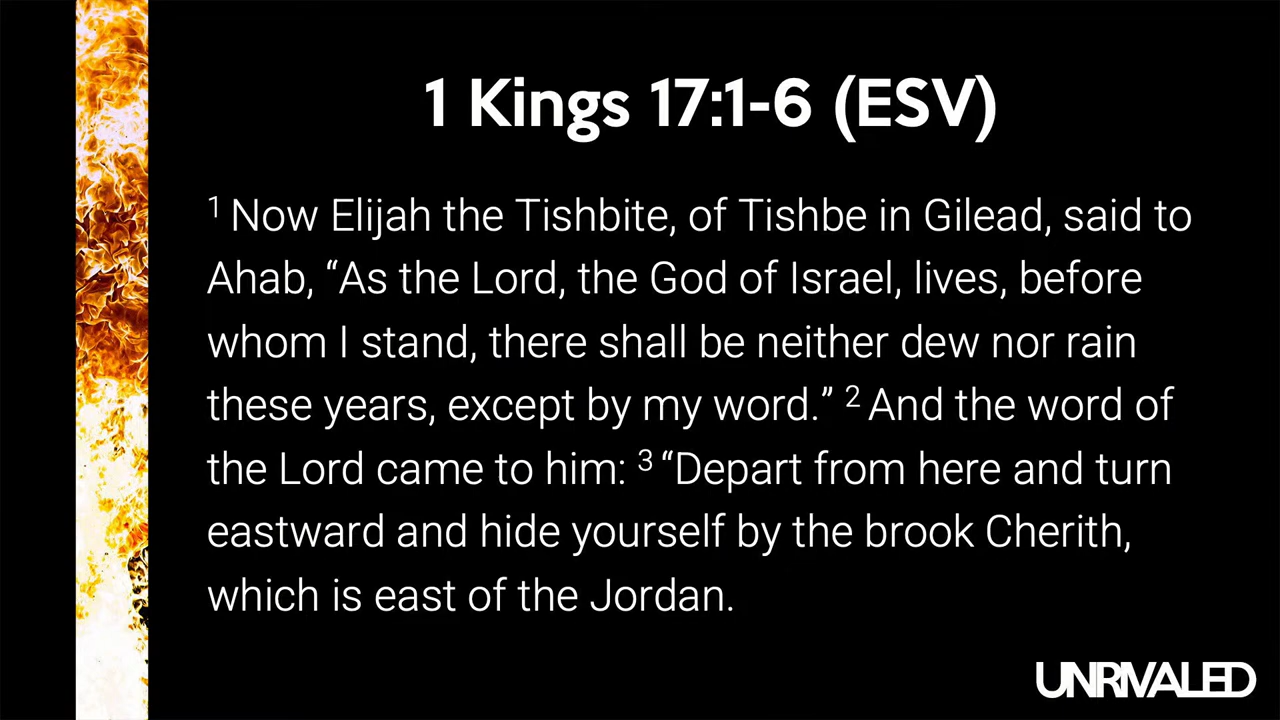 1 Kings 17:1-6 (ESV)
1 Now Elijah the Tishbite, of Tishbe in Gilead, said to
Ahab, “As the Lord, the God of Israel, lives, before
whom I stand, there shall be neither dew nor rain
these years, except by my word.” 2 And the word of
the Lord came to him: 3 “Depart from here and turn
eastward and hide yourself by the brook Cherith,
which is east of the Jordan.
UNRIVALED